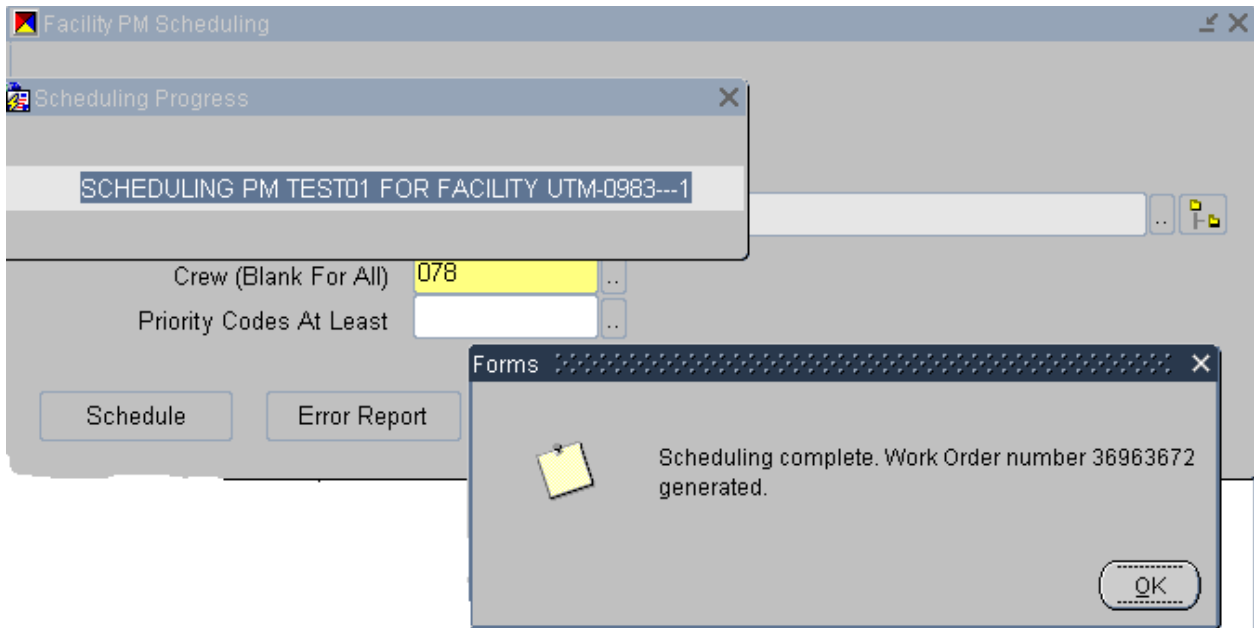 Facility PM Scheduling
Scheduling Progress
SCHEDULING PM TEST01 FOR FACILITY UTM-0983---1
..
Crew (Blank For All) 078 ..
Priority Codes At Least ..
Forms
Schedule Error Report
Scheduling complete. Work Order number 36963672
generated.
OK